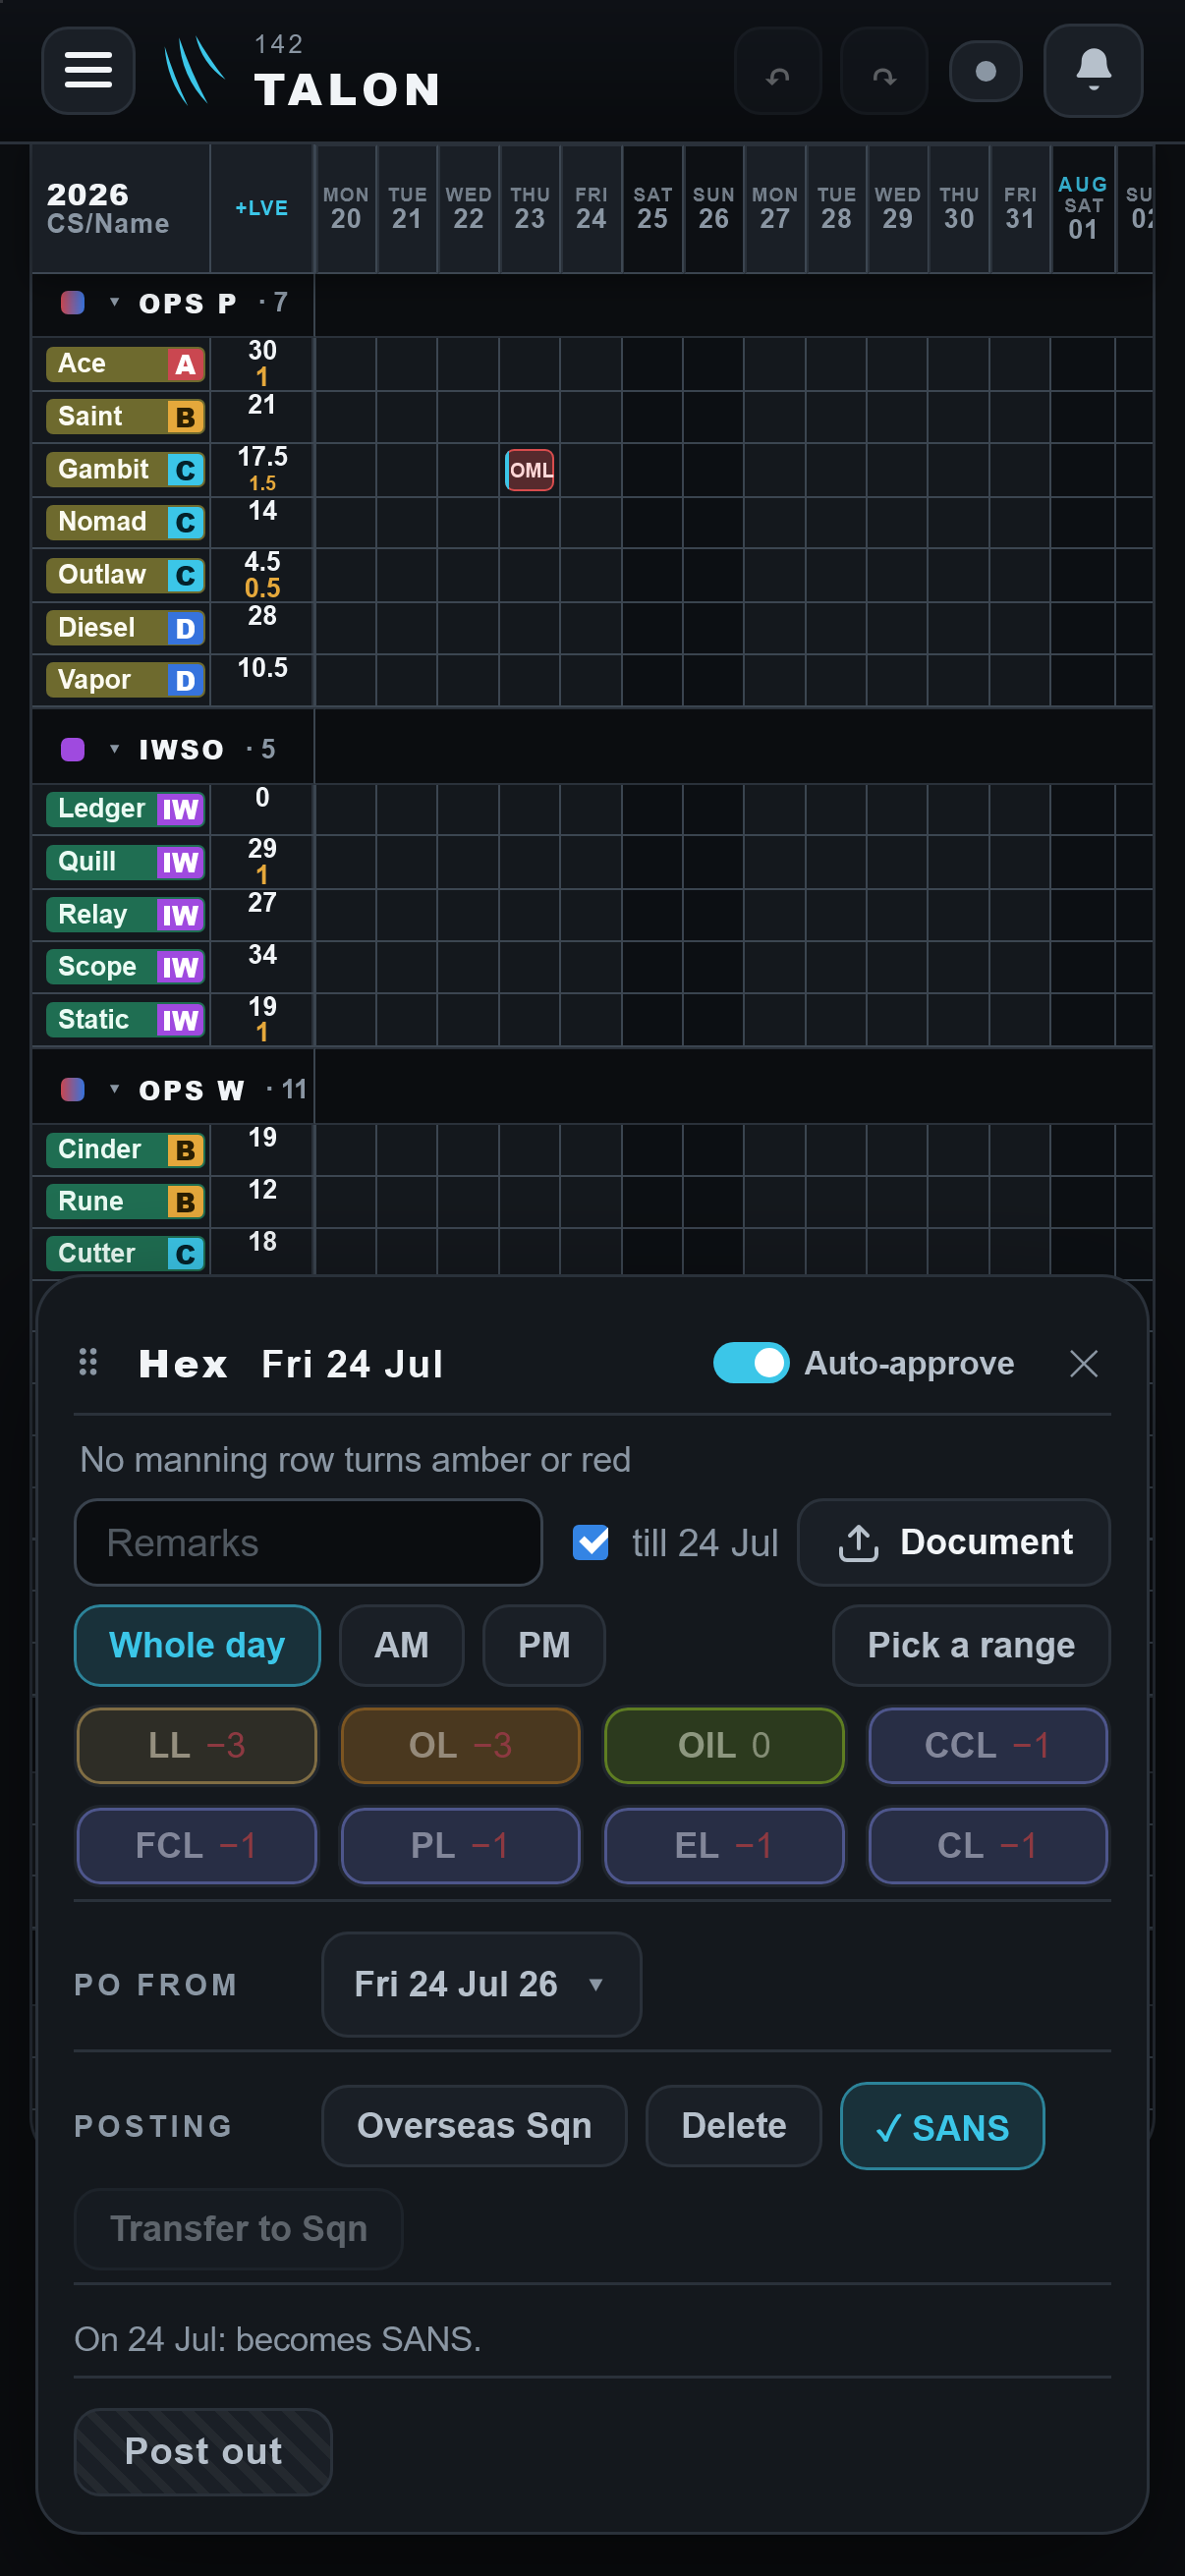 142
TALON
2026
CS/Name
+LVE
MON 20
TUE 21
WED 22
THU 23
FRI 24
SAT 25
SUN 26
MON 27
TUE 28
WED 29
THU 30
FRI 31
AUG SAT 01
SU 02
OPS P · 7
Ace A 30 1
Saint B 21
Gambit C 17.5 1.5 OML
Nomad C 14
Outlaw C 4.5 0.5
Diesel D 28
Vapor D 10.5
IWSO · 5
Ledger IW 0
Quill IW 29 1
Relay IW 27
Scope IW 34
Static IW 19 1
OPS W · 11
Cinder B 19
Rune B 12
Cutter C 18
Hex Fri 24 Jul Auto-approve
No manning row turns amber or red
Remarks till 24 Jul Document
Whole day AM PM Pick a range
LL −3 OL −3 OIL 0 CCL −1
FCL −1 PL −1 EL −1 CL −1
PO FROM Fri 24 Jul 26
POSTING Overseas Sqn Delete ✓ SANS
Transfer to Sqn
On 24 Jul: becomes SANS.
Post out